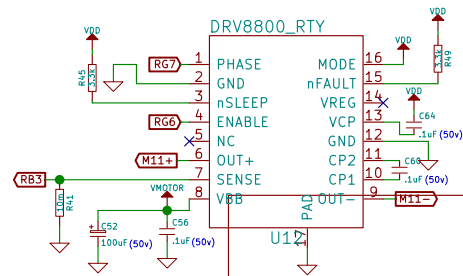 DRV8800_RTY
VDD
VDD
VDD
R45
3.3k
R49
3.3k
RG7
1
PHASE
MODE
16
2
GND
nFAULT
15
3
nSLEEP
VREG
14
VDD
RG6
4
ENABLE
VCP
13
C64
.1uF (50v)
5
NC
GND
12
M11+
6
OUT+
CP2
11
C60
.1uF (50v)
RB3
7
SENSE
CP1
10
R41
10m
VMOTOR
8
VBB
OUT-
9
M11-
PAD
17
C52
100uF (50v)
C56
.1uF (50v)